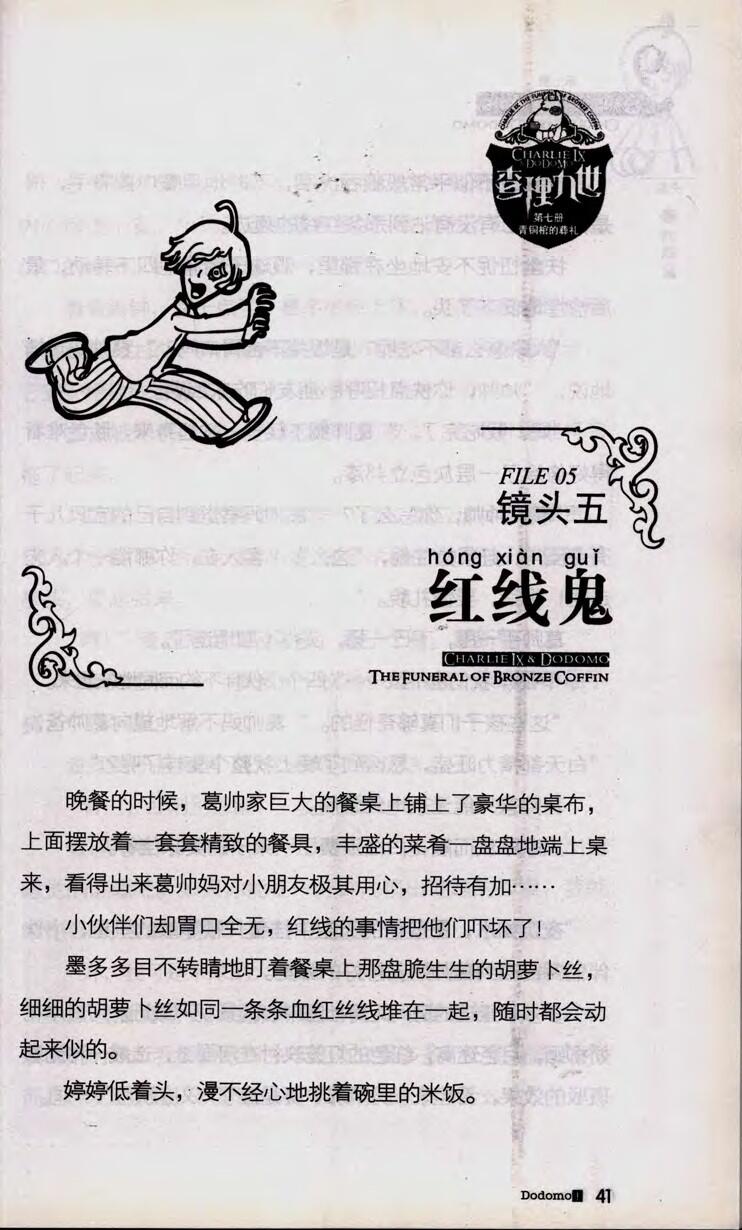 CHARLIE IX THE FUNERAL OF BRONZE COFFIN
CHARLIE IX
& DODOMO
查理九世
第七册
青铜棺的葬礼
FILE 05
镜头五
hóng xiàn guǐ
红线鬼
CHARLIE IX & DODOMO
THE FUNERAL OF BRONZE COFFIN
晚餐的时候，葛帅家巨大的餐桌上铺上了豪华的桌布，
上面摆放着一套套精致的餐具，丰盛的菜肴一盘盘地端上桌
来，看得出来葛帅妈对小朋友极其用心，招待有加……
小伙伴们却胃口全无，红线的事情把他们吓坏了！
墨多多目不转睛地盯着餐桌上那盘脆生生的胡萝卜丝，
细细的胡萝卜丝如同一条条血红丝线堆在一起，随时都会动
起来似的。
婷婷低着头，漫不经心地挑着碗里的米饭。
Dodomo 41